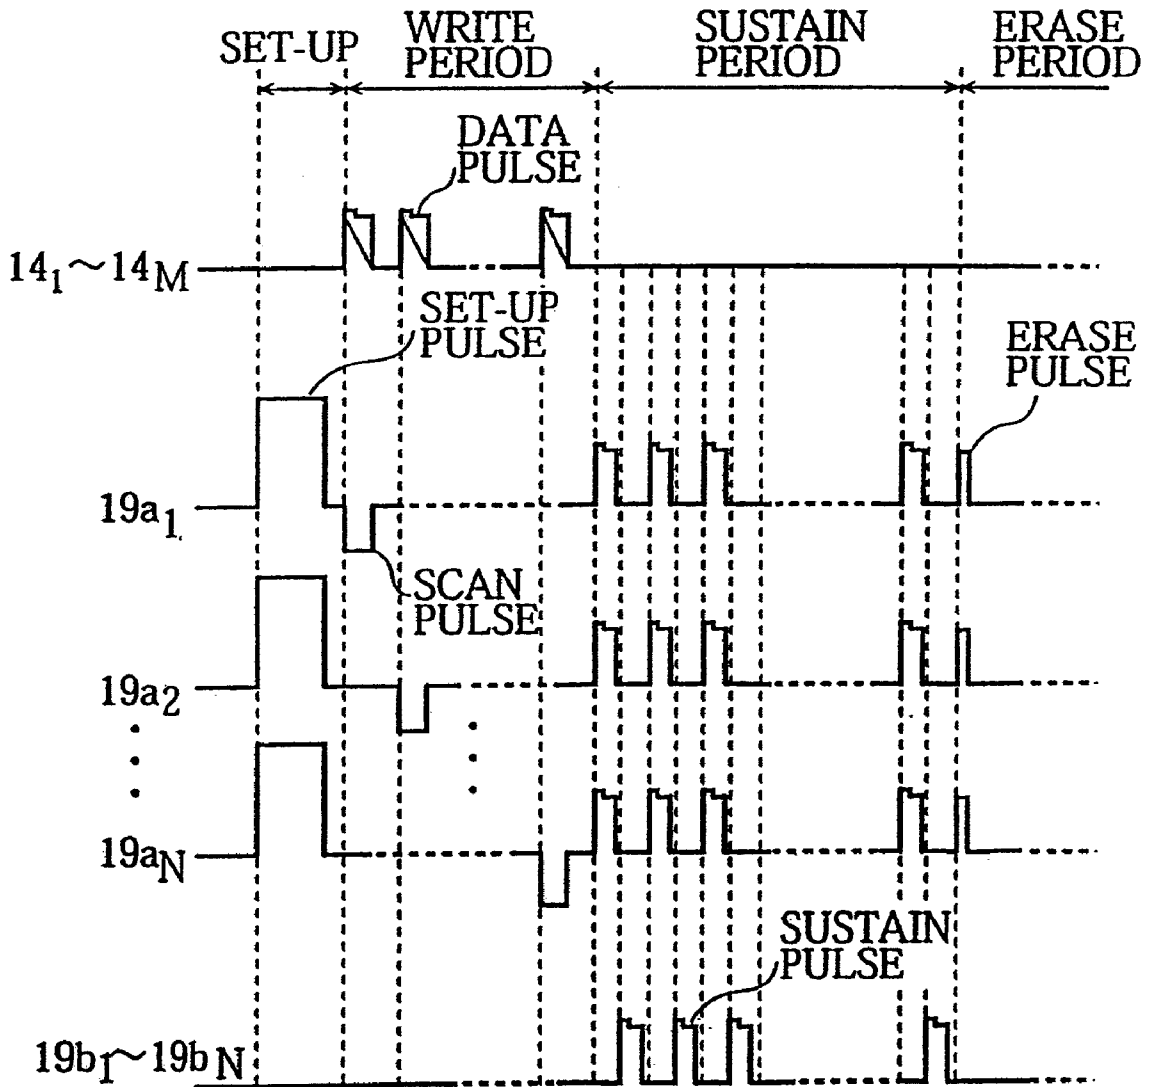 SET-UP
WRITE
PERIOD
SUSTAIN
PERIOD
ERASE
PERIOD
DATA
PULSE
14₁～14M
SET-UP
PULSE
ERASE
PULSE
19a₁
SCAN
PULSE
19a₂
19aN
SUSTAIN
PULSE
19b₁～19bN